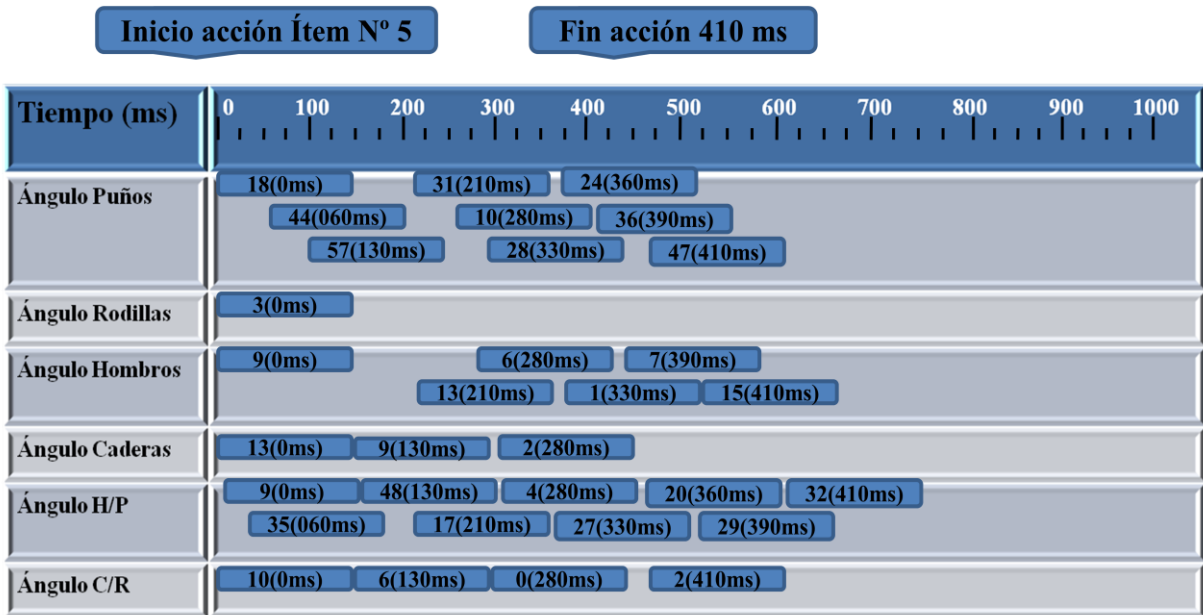 Inicio acción Ítem Nº 5
Fin acción 410 ms
Tiempo (ms)
0 100 200 300 400 500 600 700 800 900 1000
Ángulo Puños
18(0ms) 31(210ms) 24(360ms)
44(060ms) 10(280ms) 36(390ms)
57(130ms) 28(330ms) 47(410ms)
Ángulo Rodillas
3(0ms)
Ángulo Hombros
9(0ms) 6(280ms) 7(390ms)
13(210ms) 1(330ms) 15(410ms)
Ángulo Caderas
13(0ms) 9(130ms) 2(280ms)
Ángulo H/P
9(0ms) 48(130ms) 4(280ms) 20(360ms) 32(410ms)
35(060ms) 17(210ms) 27(330ms) 29(390ms)
Ángulo C/R
10(0ms) 6(130ms) 0(280ms) 2(410ms)